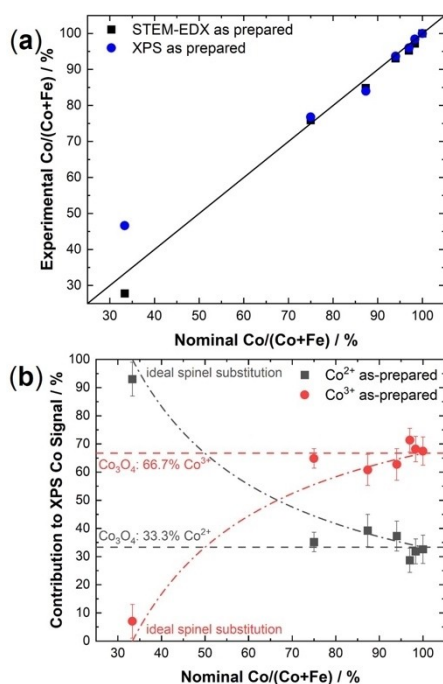 (a)
STEM-EDX as prepared
XPS as prepared
Experimental Co/(Co+Fe) / %
100
90
80
70
60
50
40
30
30 40 50 60 70 80 90 100
Nominal Co/(Co+Fe) / %
(b)
ideal spinel substitution
Co²⁺ as-prepared
Co³⁺ as-prepared
Contribution to XPS Co Signal / %
100
90
80
70
60
50
40
30
20
10
0
Co₃O₄: 66.7% Co³⁺
Co₃O₄: 33.3% Co²⁺
ideal spinel substitution
30 40 50 60 70 80 90 100
Nominal Co/(Co+Fe) / %